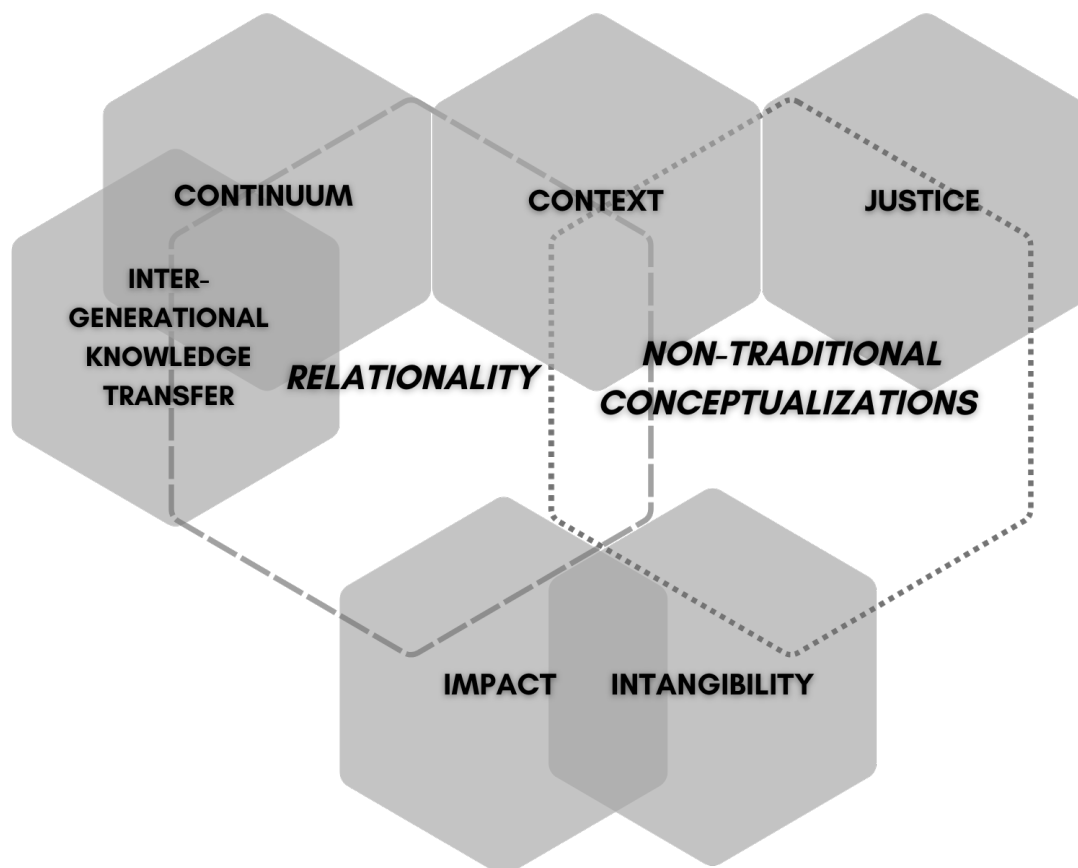 CONTINUUM
CONTEXT
JUSTICE
INTER-
GENERATIONAL
KNOWLEDGE
TRANSFER
RELATIONALITY
NON-TRADITIONAL
CONCEPTUALIZATIONS
IMPACT
INTANGIBILITY